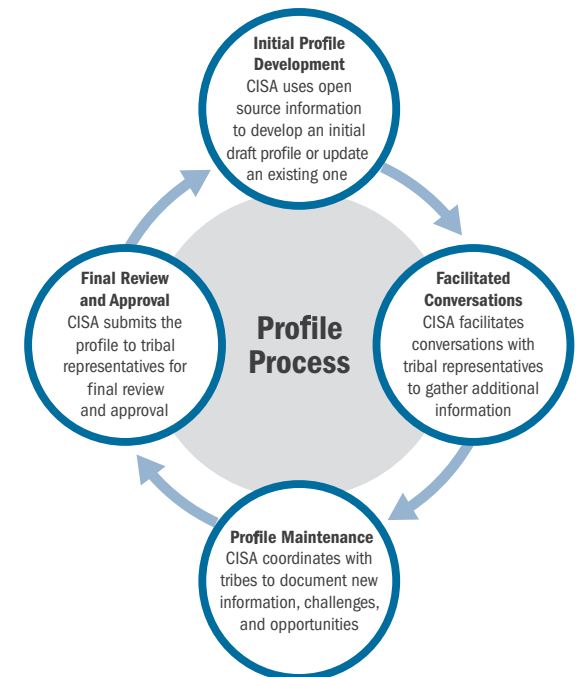 Initial Profile
Development
CISA uses open
source information
to develop an initial
draft profile or update
an existing one
Facilitated
Conversations
CISA facilitates
conversations with
tribal representatives
to gather additional
information
Profile Maintenance
CISA coordinates with
tribes to document new
information, challenges,
and opportunities
Final Review
and Approval
CISA submits the
profile to tribal
representatives for
final review
and approval
Profile
Process